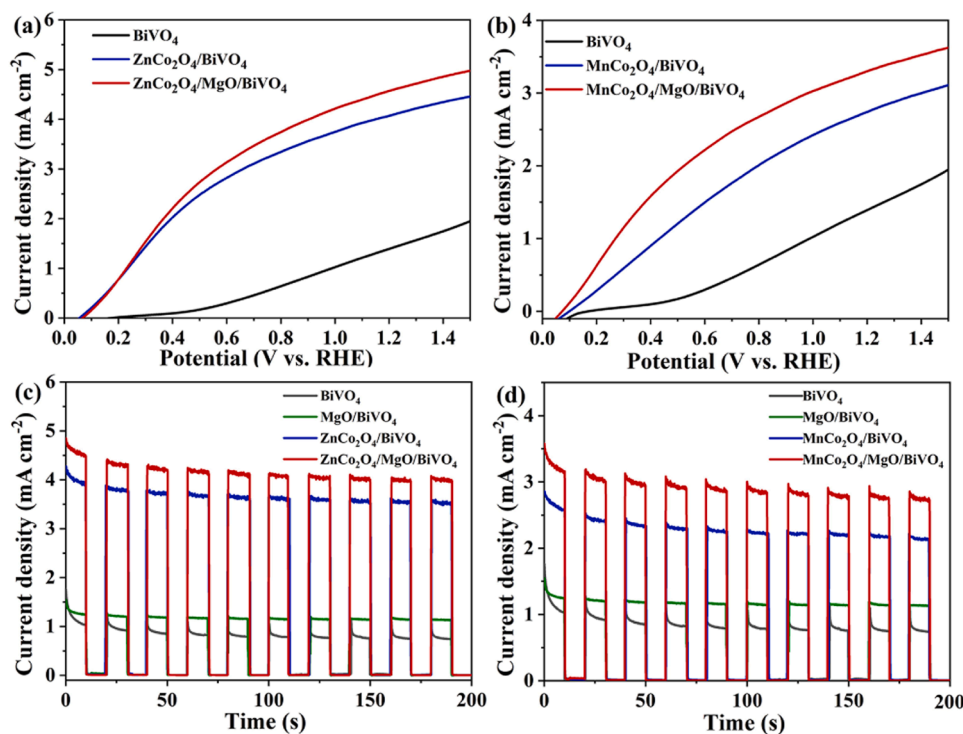 (a)
BiVO₄
ZnCo₂O₄/BiVO₄
ZnCo₂O₄/MgO/BiVO₄
Current density (mA cm⁻²)
6
5
4
3
2
1
0
0.0 0.2 0.4 0.6 0.8 1.0 1.2 1.4
Potential (V vs. RHE)
(b)
BiVO₄
MnCo₂O₄/BiVO₄
MnCo₂O₄/MgO/BiVO₄
Current density (mA cm⁻²)
4
3
2
1
0
0.0 0.2 0.4 0.6 0.8 1.0 1.2 1.4
Potential (V vs. RHE)
(c)
BiVO₄
MgO/BiVO₄
ZnCo₂O₄/BiVO₄
ZnCo₂O₄/MgO/BiVO₄
Current density (mA cm⁻²)
6
5
4
3
2
1
0
0 50 100 150 200
Time (s)
(d)
BiVO₄
MgO/BiVO₄
MnCo₂O₄/BiVO₄
MnCo₂O₄/MgO/BiVO₄
Current density (mA cm⁻²)
4
3
2
1
0
0 50 100 150 200
Time (s)